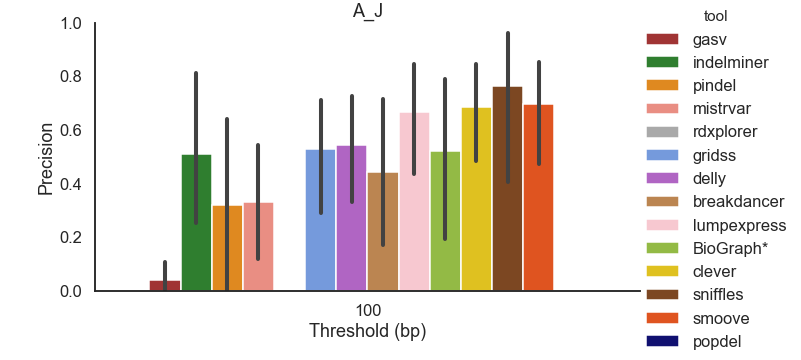 A_J
Precision
1.0
0.8
0.6
0.4
0.2
0.0
100
Threshold (bp)
tool
gasv
indelminer
pindel
mistrvar
rdxplorer
gridss
delly
breakdancer
lumpexpress
BioGraph*
clever
sniffles
smoove
popdel